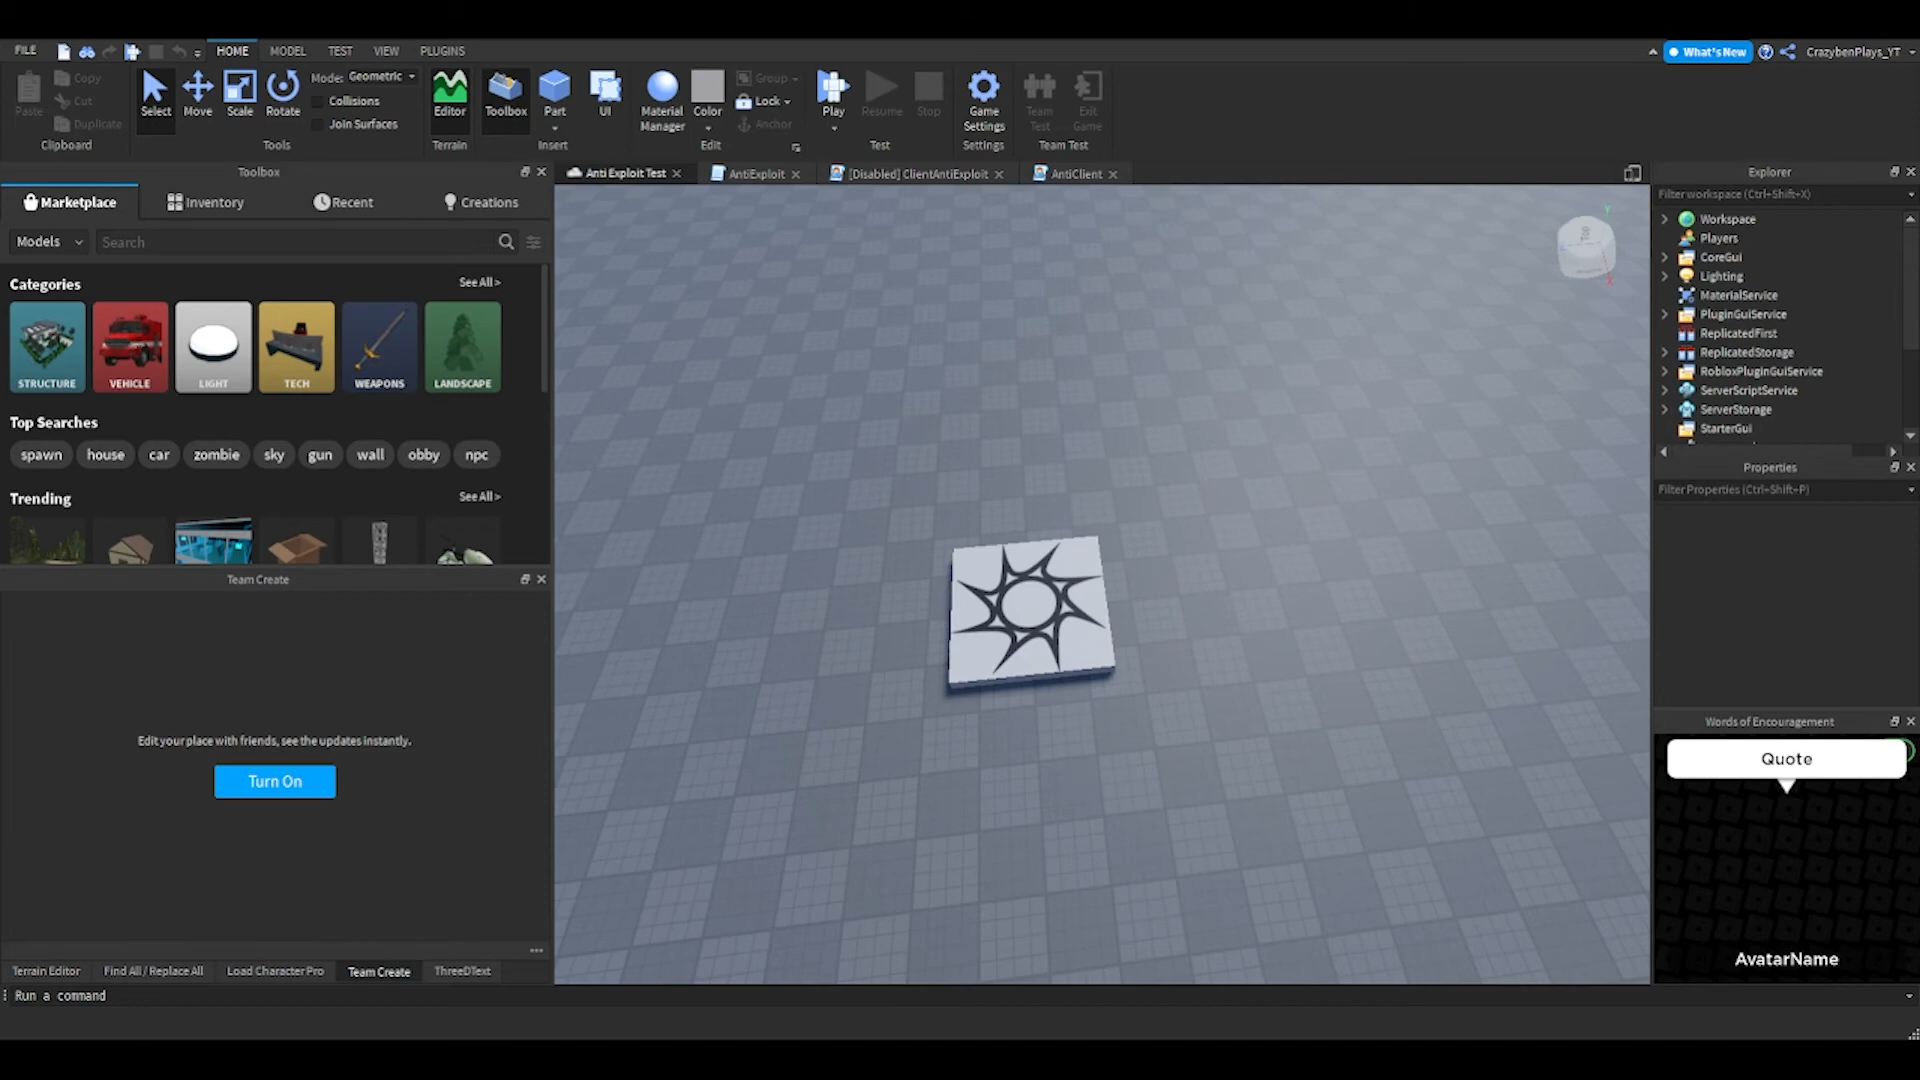 FILE
HOME
MODEL
TEST
VIEW
PLUGINS
What's New
CrazybenPlays_YT
Paste
Copy
Cut
Duplicate
Clipboard
Select
Move
Scale
Rotate
Mode: Geometric
Collisions
Join Surfaces
Tools
Editor
Terrain
Toolbox
Part
UI
Insert
Material Manager
Color
Group
Lock
Anchor
Edit
Play
Resume
Stop
Test
Game Settings
Settings
Team Test
Exit Game
Team Test
Toolbox
Marketplace
Inventory
Recent
Creations
Models
Search
Categories
See All >
STRUCTURE
VEHICLE
LIGHT
TECH
WEAPONS
LANDSCAPE
Top Searches
spawn
house
car
zombie
sky
gun
wall
obby
npc
Trending
See All >
Team Create
Edit your place with friends, see the updates instantly.
Turn On
Terrain Editor
Find All / Replace All
Load Character Pro
Team Create
ThreeDText
Run a command
Anti Exploit Test
AntiExploit
[Disabled] ClientAntiExploit
AntiClient
Y
X
Explorer
Filter workspace (Ctrl+Shift+X)
Workspace
Players
CoreGui
Lighting
MaterialService
PluginGuiService
ReplicatedFirst
ReplicatedStorage
RobloxPluginGuiService
ServerScriptService
ServerStorage
StarterGui
Properties
Filter Properties (Ctrl+Shift+P)
Words of Encouragement
Quote
AvatarName